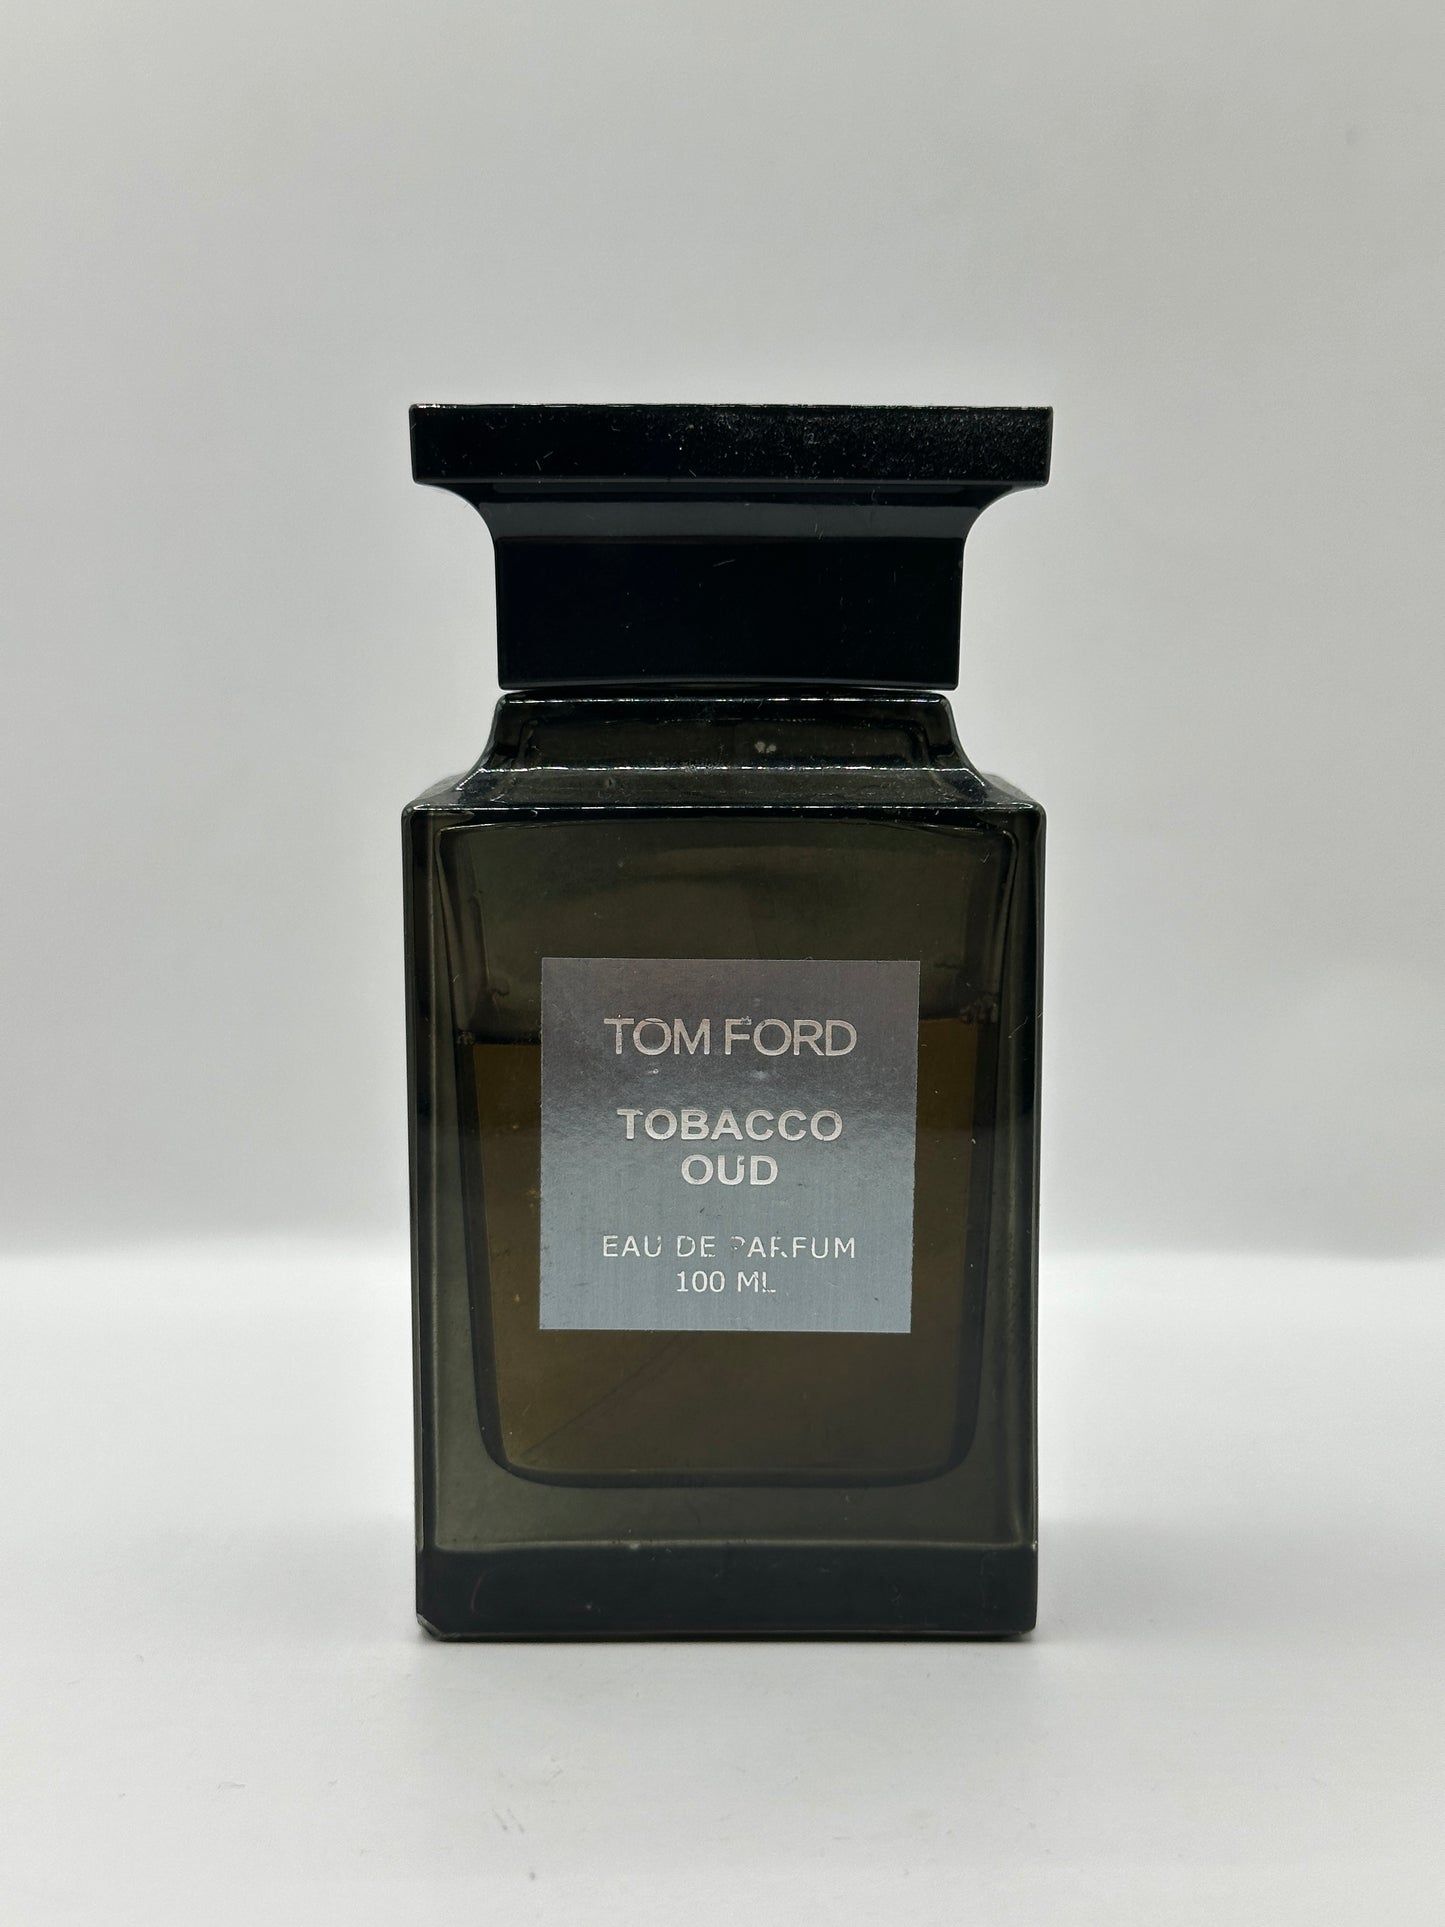 TOM FORD
TOBACCO
OUD
EAU DE PARFUM
100 ML